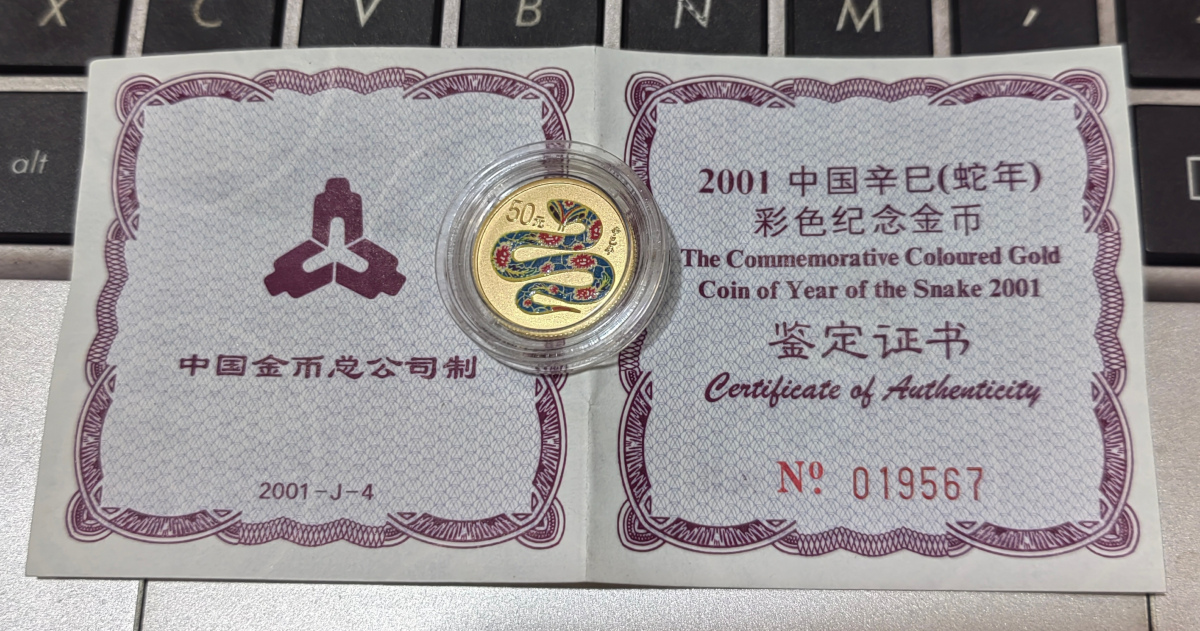 X C V B N M ,
alt
中国金币总公司制
2001-J-4
50元
2001 中国辛巳(蛇年)
彩色纪念金币
The Commemorative Coloured Gold
Coin of Year of the Snake 2001
鉴定证书
Certificate of Authenticity
Nº. 019567